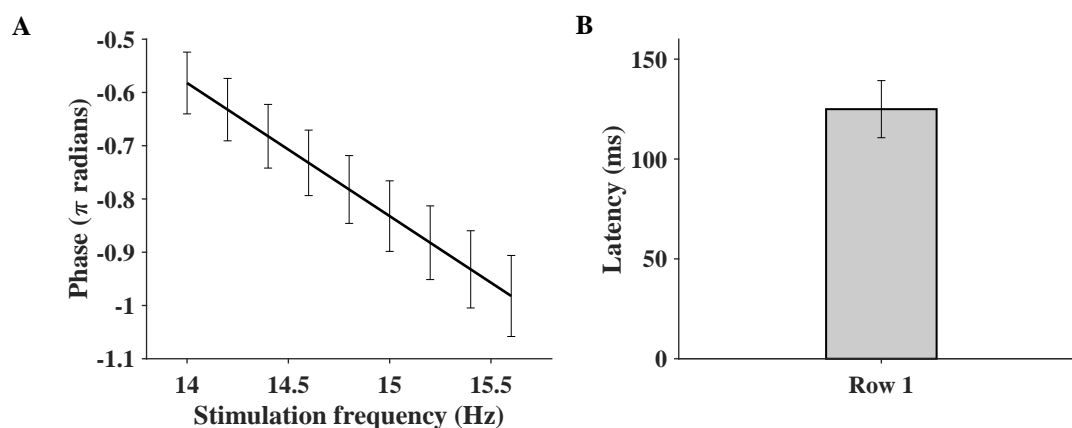 A
-0.5
-0.6
-0.7
-0.8
-0.9
-1
-1.1
Phase (π radians)
14
14.5
15
15.5
Stimulation frequency (Hz)
B
150
100
50
0
Latency (ms)
Row 1